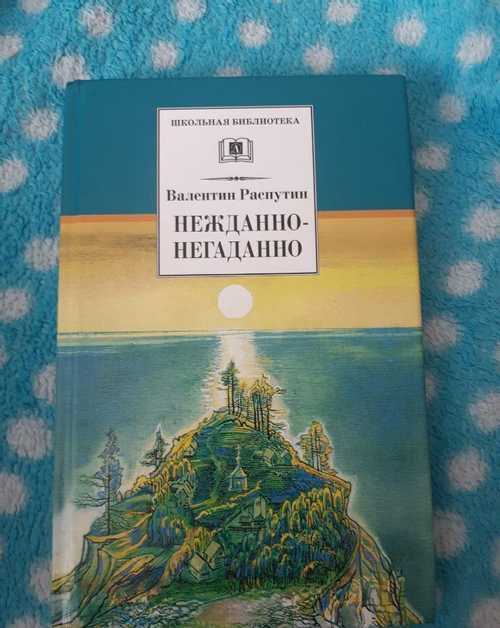 ШКОЛЬНАЯ БИБЛИОТЕКА
Валентин Распутин
НЕЖДАННО-
НЕГАДАННО